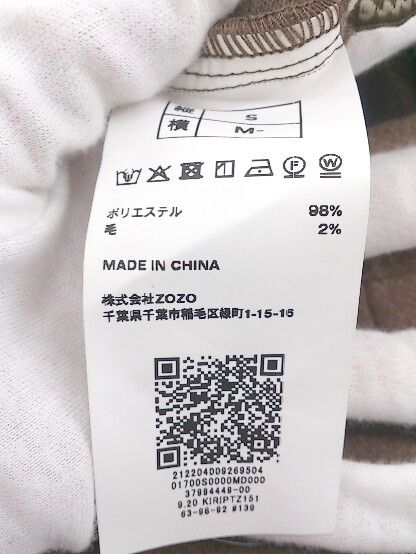 縦 S
横 M-
ポリエステル 98%
毛 2%
MADE IN CHINA
株式会社ZOZO
千葉県千葉市稲毛区緑町1-15-16
212204009269504
01700S0000MD000
37994449-00
9.20 KIRIPTZ151
63-96-92 #139